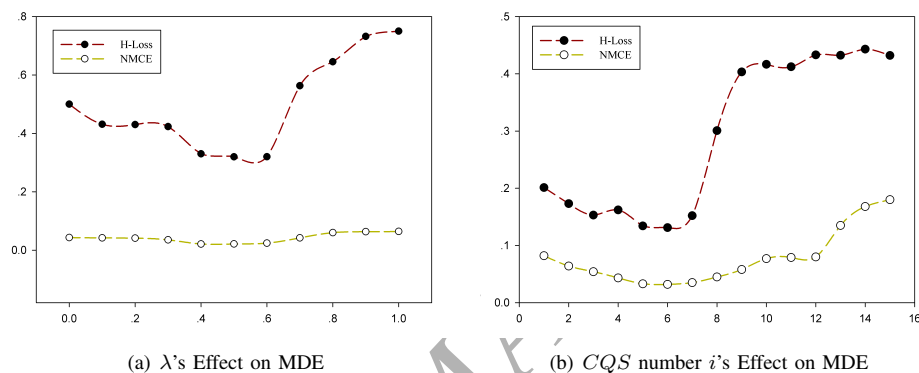 .8
.6
.4
.2
0.0
H-Loss
NMCE
0.0 .2 .4 .6 .8 1.0
(a) λ's Effect on MDE
.5
.4
.3
0.2
0.1
0.0
H-Loss
NMCE
0 2 4 6 8 10 12 14 16
(b) CQS number i's Effect on MDE